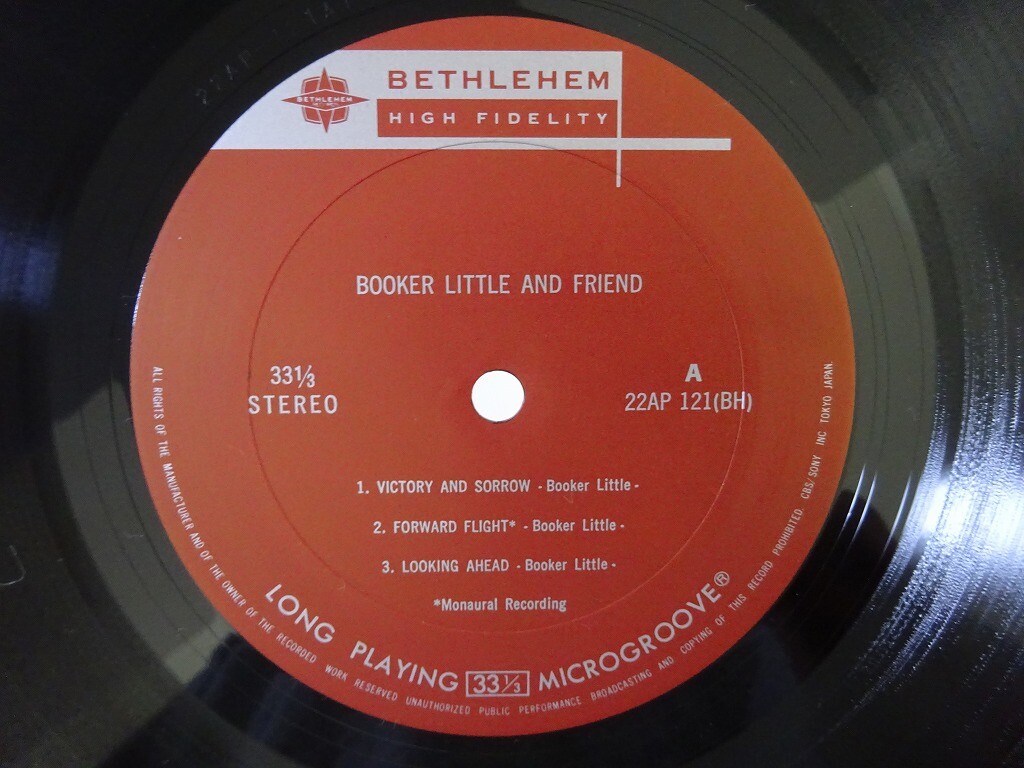 BETHLEHEM
BETHLEHEM
HIGH FIDELITY
BOOKER LITTLE AND FRIEND
33⅓
STEREO
A
22AP 121(BH)
1. VICTORY AND SORROW - Booker Little -
2. FORWARD FLIGHT* - Booker Little -
3. LOOKING AHEAD - Booker Little -
*Monaural Recording
LONG PLAYING 33⅓ MICROGROOVE®
ALL RIGHTS OF THE MANUFACTURER AND OF THE OWNER OF THE RECORDED WORK RESERVED UNAUTHORIZED PUBLIC PERFORMANCE BROADCASTING AND COPYING OF THIS RECORD PROHIBITED. CBS/SONY INC TOKYO JAPAN.